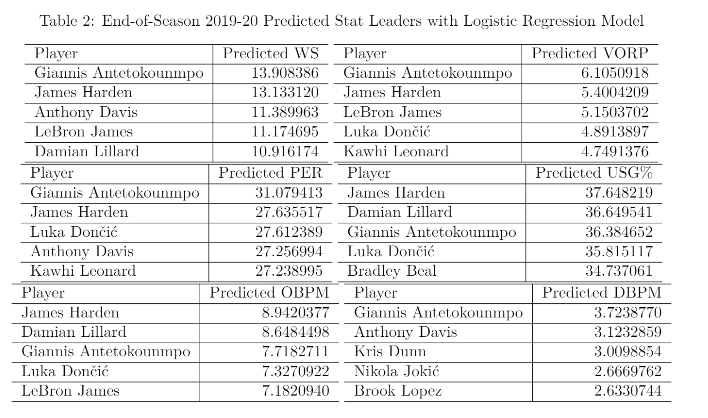 Table 2: End-of-Season 2019-20 Predicted Stat Leaders with Logistic Regression Model
Player Predicted WS
Giannis Antetokounmpo 13.908386
James Harden 13.133120
Anthony Davis 11.389963
LeBron James 11.174695
Damian Lillard 10.916174
Player Predicted VORP
Giannis Antetokounmpo 6.1050918
James Harden 5.4004209
LeBron James 5.1503702
Luka Dončić 4.8913897
Kawhi Leonard 4.7491376
Player Predicted PER
Giannis Antetokounmpo 31.079413
James Harden 27.635517
Luka Dončić 27.612389
Anthony Davis 27.256994
Kawhi Leonard 27.238995
Player Predicted USG%
James Harden 37.648219
Damian Lillard 36.649541
Giannis Antetokounmpo 36.384652
Luka Dončić 35.815117
Bradley Beal 34.737061
Player Predicted OBPM
James Harden 8.9420377
Damian Lillard 8.6484498
Giannis Antetokounmpo 7.7182711
Luka Dončić 7.3270922
LeBron James 7.1820940
Player Predicted DBPM
Giannis Antetokounmpo 3.7238770
Anthony Davis 3.1232859
Kris Dunn 3.0098854
Nikola Jokić 2.6669762
Brook Lopez 2.6330744